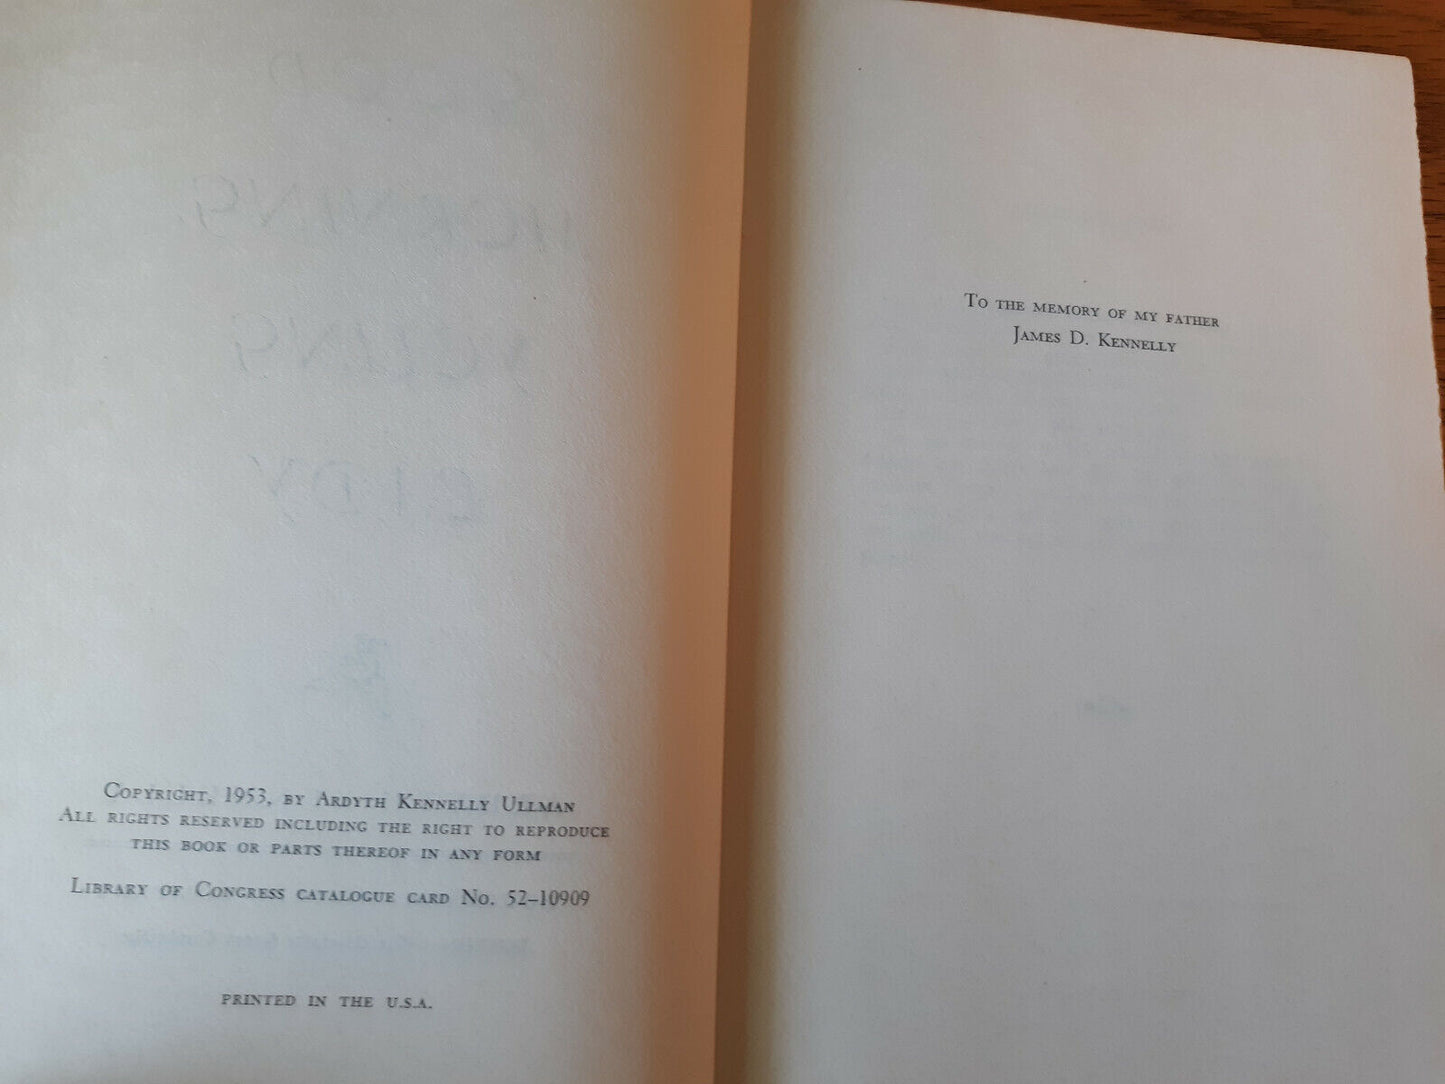 Copyright, 1953, by Ardyth Kennelly Ullman
All rights reserved including the right to reproduce
this book or parts thereof in any form
Library of Congress catalogue card No. 52–10909
printed in the u.s.a.
To the memory of my father
James D. Kennelly